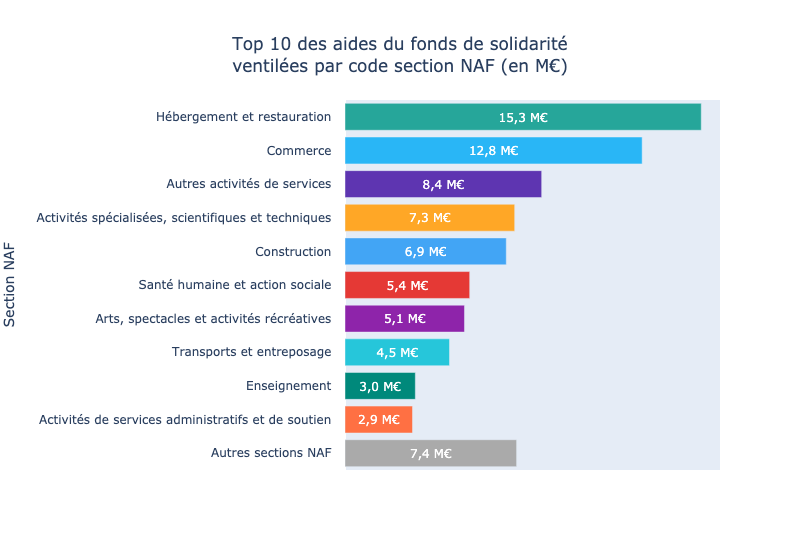 Top 10 des aides du fonds de solidarité
ventilées par code section NAF (en M€)
Section NAF
Hébergement et restauration 15,3 M€
Commerce 12,8 M€
Autres activités de services 8,4 M€
Activités spécialisées, scientifiques et techniques 7,3 M€
Construction 6,9 M€
Santé humaine et action sociale 5,4 M€
Arts, spectacles et activités récréatives 5,1 M€
Transports et entreposage 4,5 M€
Enseignement 3,0 M€
Activités de services administratifs et de soutien 2,9 M€
Autres sections NAF 7,4 M€